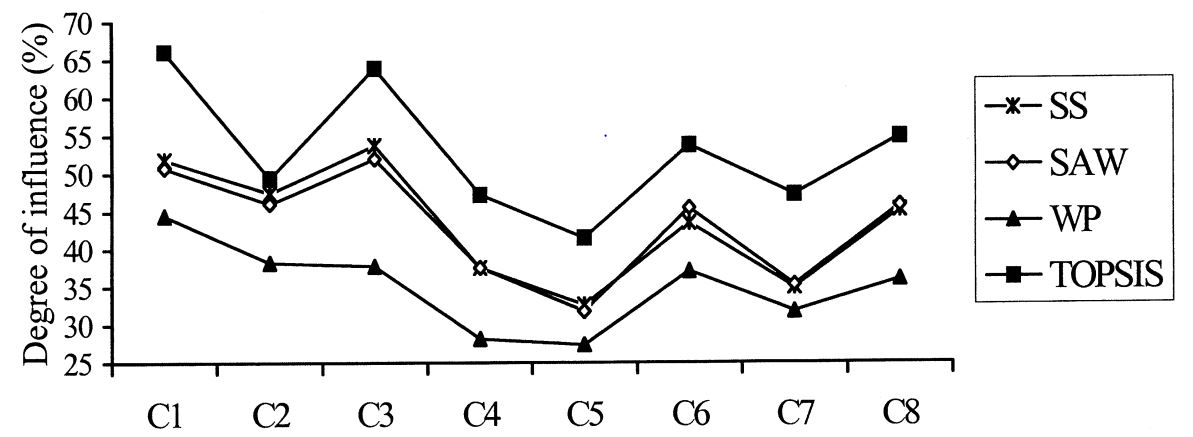 Degree of influence (%)
70
65
60
55
50
45
40
35
30
25
C1 C2 C3 C4 C5 C6 C7 C8
SS
SAW
WP
TOPSIS